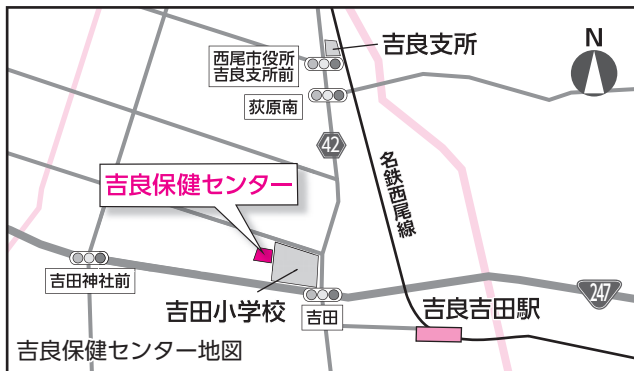 吉良支所
N
西尾市役所
吉良支所前
荻原南
42
名鉄西尾線
吉良保健センター
吉田神社前
吉田小学校
吉田
吉良吉田駅
247
吉良保健センター地図